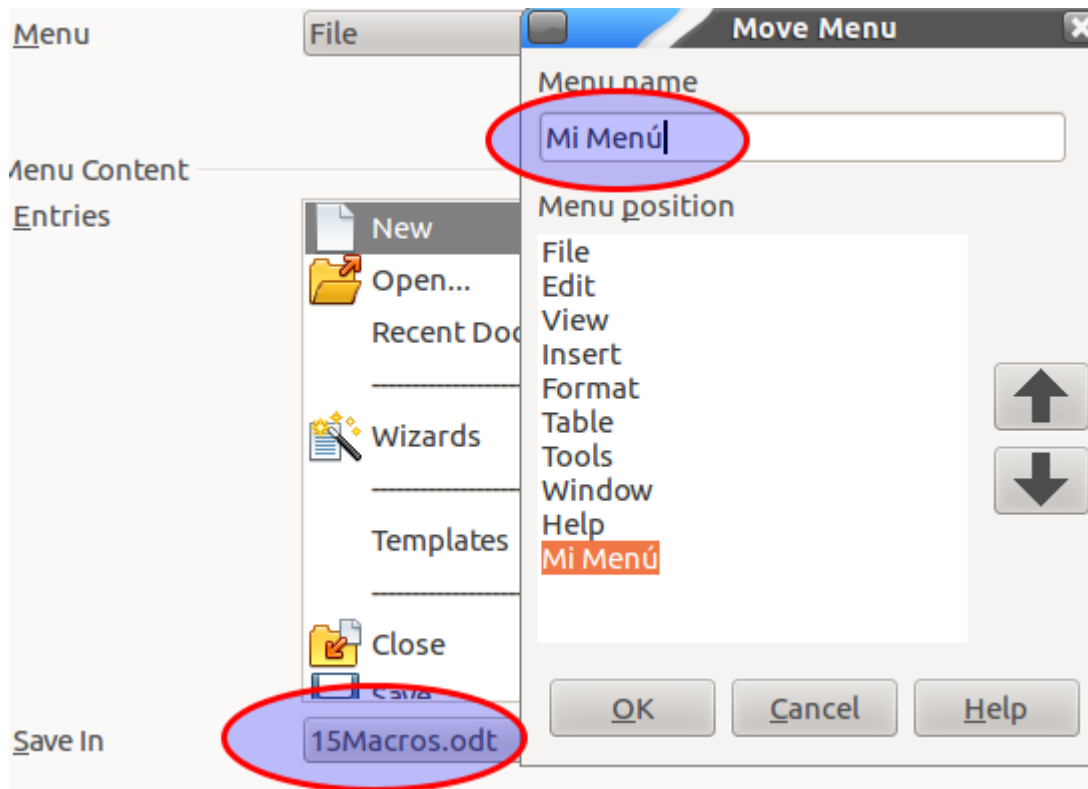 Menu
File
Menu Content
Entries
New
Open...
Recent Doc
Wizards
Templates
Close
Save
Save In
15Macros.odt
Move Menu
Menu name
Mi Menú
Menu position
File
Edit
View
Insert
Format
Table
Tools
Window
Help
Mi Menú
OK
Cancel
Help